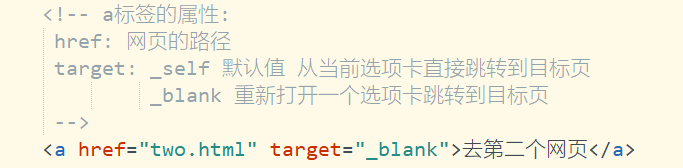 <!-- a标签的属性:
href: 网页的路径
target: _self 默认值 从当前选项卡直接跳转到目标页
_blank 重新打开一个选项卡跳转到目标页
-->
<a href="two.html" target="_blank">去第二个网页</a>